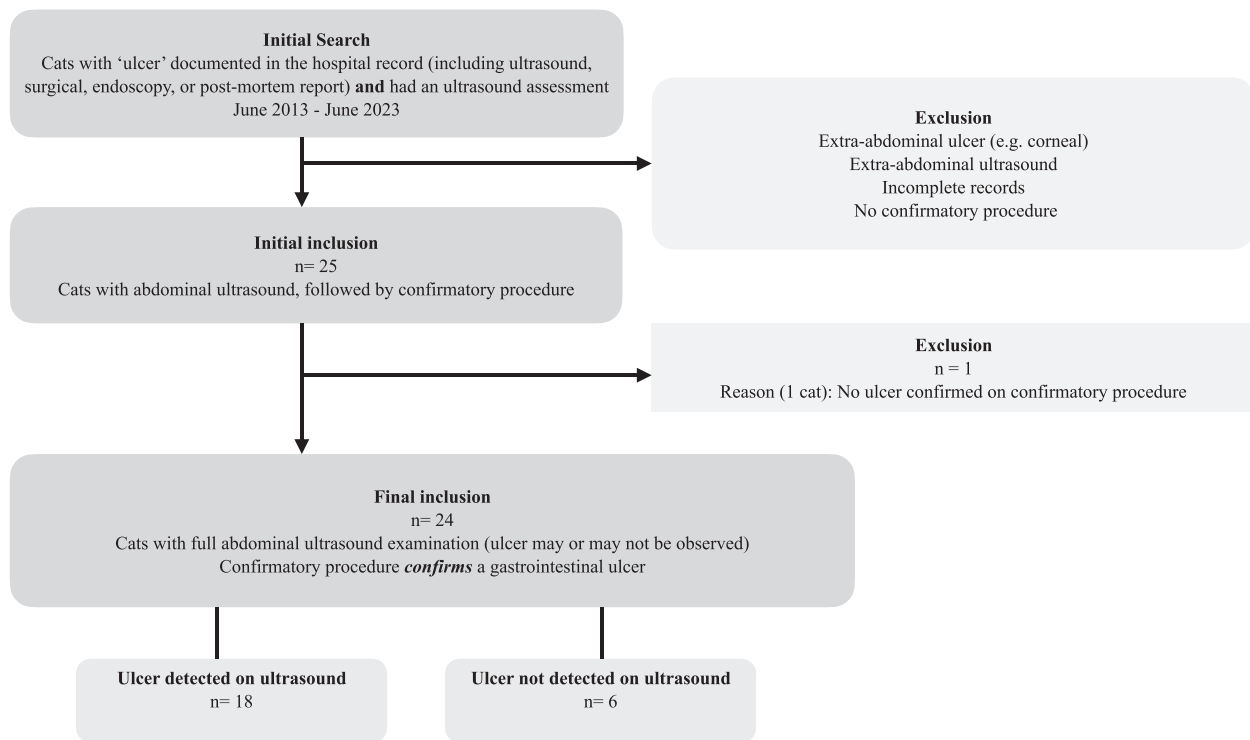 Initial Search
Cats with ‘ulcer’ documented in the hospital record (including ultrasound,
surgical, endoscopy, or post-mortem report) and had an ultrasound assessment
June 2013 - June 2023
Exclusion
Extra-abdominal ulcer (e.g. corneal)
Extra-abdominal ultrasound
Incomplete records
No confirmatory procedure
Initial inclusion
n= 25
Cats with abdominal ultrasound, followed by confirmatory procedure
Exclusion
n = 1
Reason (1 cat): No ulcer confirmed on confirmatory procedure
Final inclusion
n= 24
Cats with full abdominal ultrasound examination (ulcer may or may not be observed)
Confirmatory procedure confirms a gastrointestinal ulcer
Ulcer detected on ultrasound
n= 18
Ulcer not detected on ultrasound
n= 6